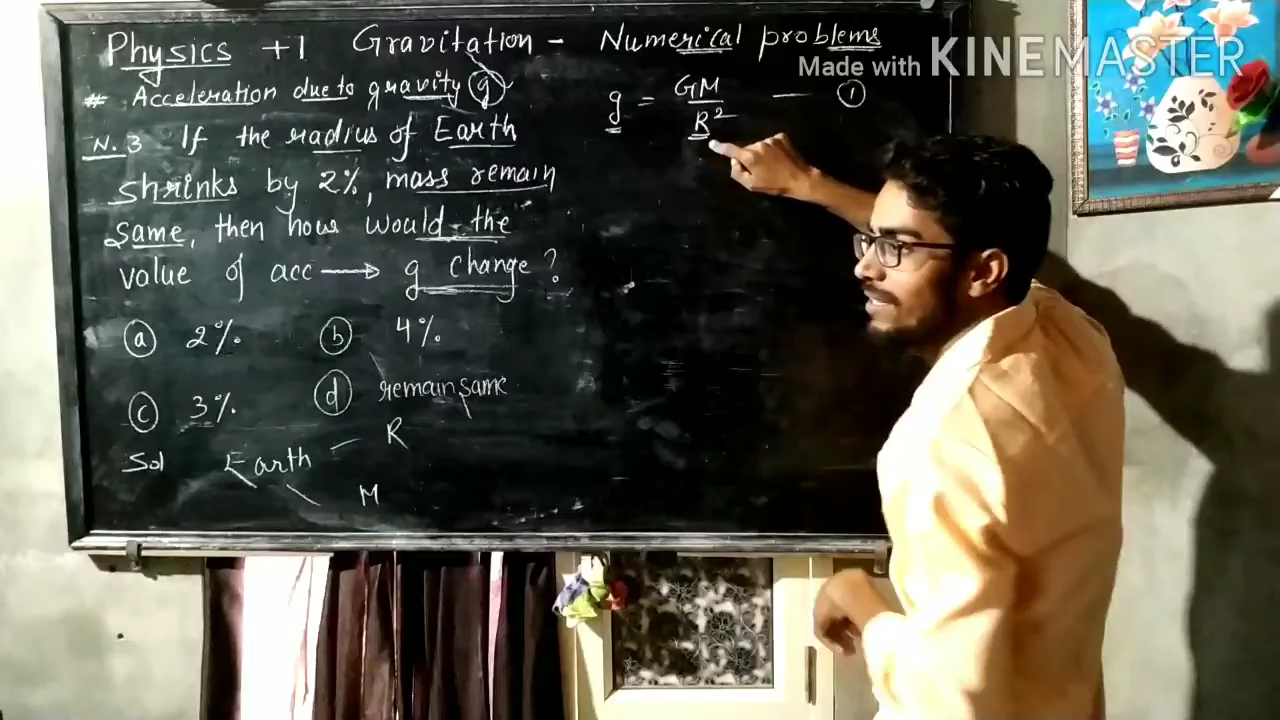 Physics +1 Gravitation - Numerical problems
Made with KINEMASTER
# Acceleration due to gravity g
g = GM / R² — ①
N.3 If the radius of Earth
shrinks by 2%, mass remain
same, then how would the
value of acc → g change?
ⓐ 2% ⓑ 4%
ⓒ 3% ⓓ remain same
Sol Earth — R
M